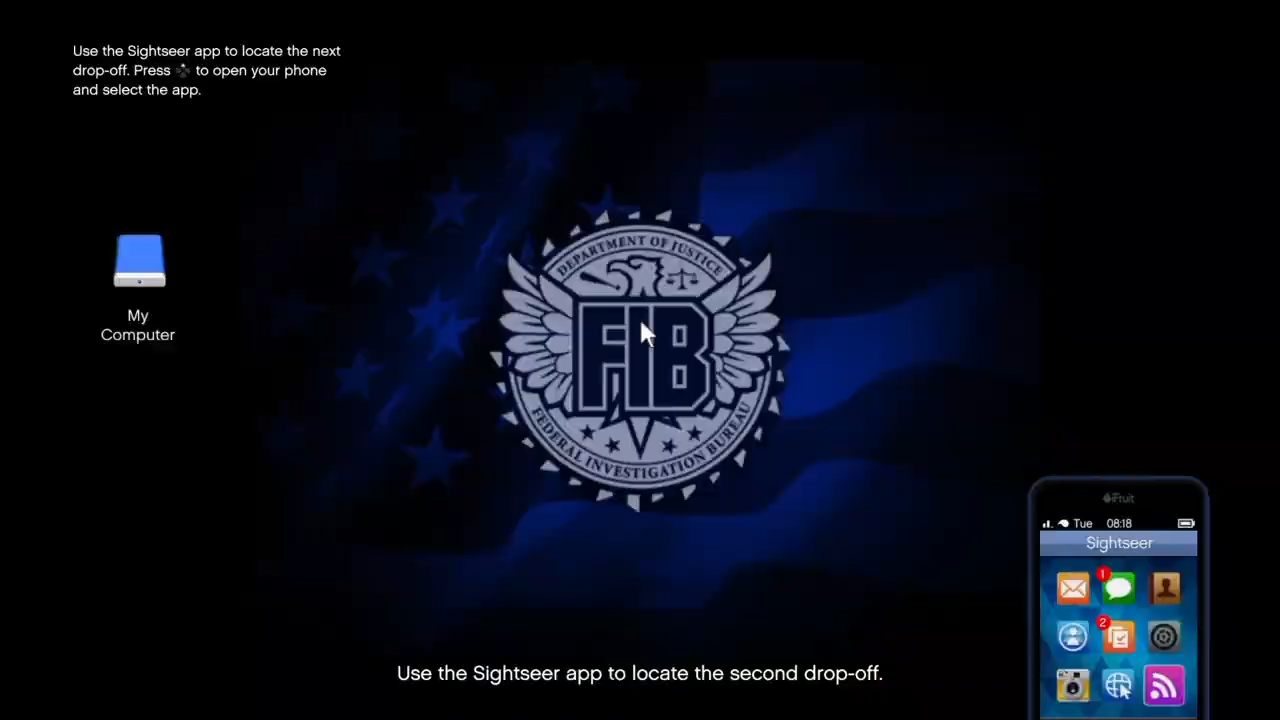 Use the Sightseer app to locate the next
drop-off. Press to open your phone
and select the app.
DEPARTMENT OF JUSTICE
FIB
FEDERAL INVESTIGATION BUREAU
My
Computer
iFruit
Tue 08:18
Sightseer
1
2
Use the Sightseer app to locate the second drop-off.